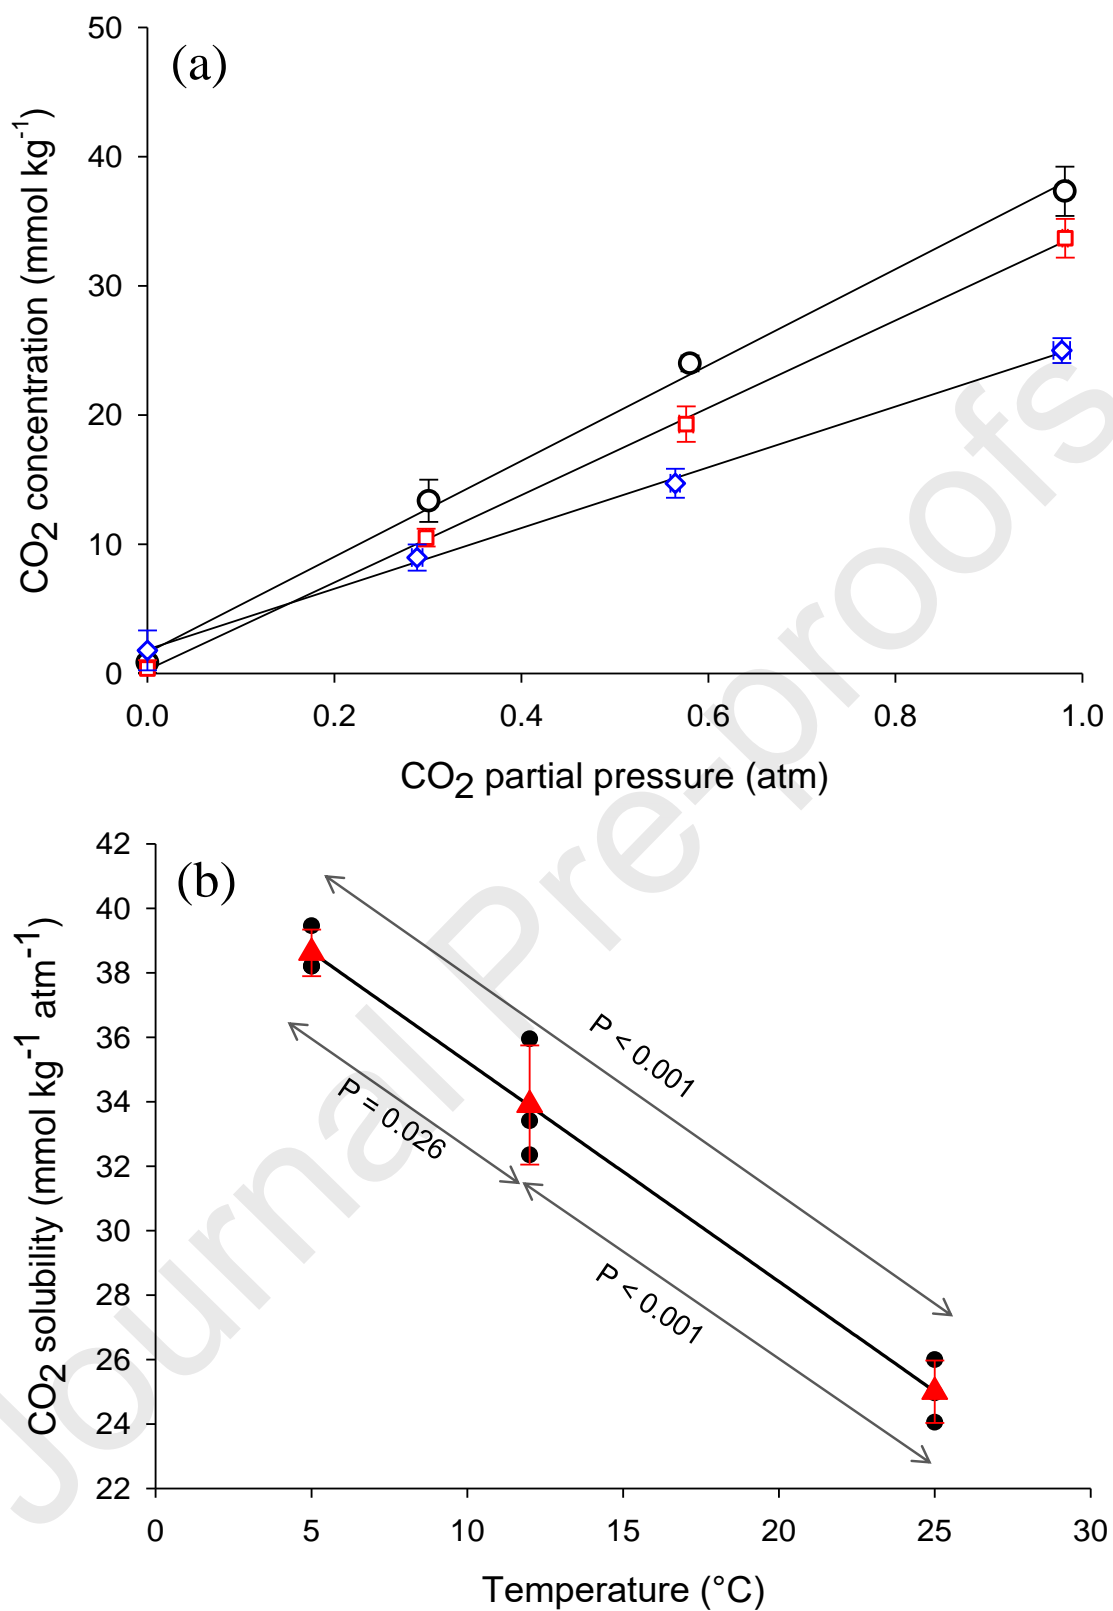 (a)
50
40
30
20
10
0
CO2 concentration (mmol kg-1)
0.0 0.2 0.4 0.6 0.8 1.0
CO2 partial pressure (atm)
(b)
42
40
38
36
34
32
30
28
26
24
22
CO2 solubility (mmol kg-1 atm-1)
P < 0.001
P = 0.026
P < 0.001
0 5 10 15 20 25 30
Temperature (°C)
Journal Pre-proofs